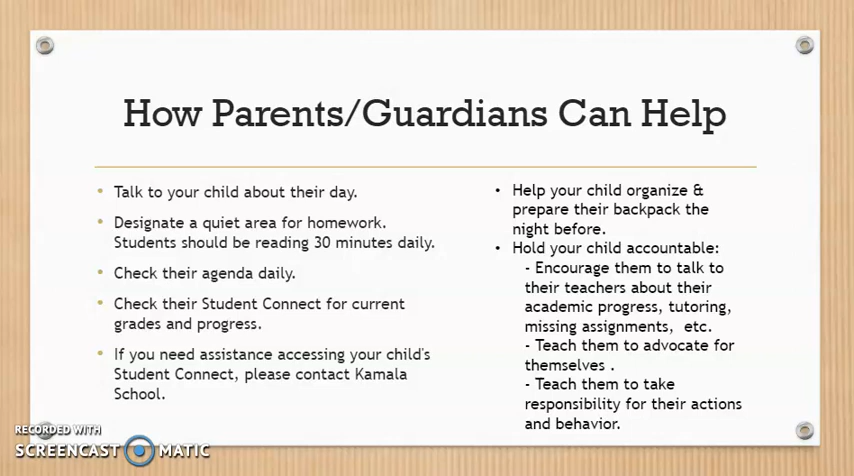 How Parents/Guardians Can Help
• Talk to your child about their day.
• Designate a quiet area for homework.
Students should be reading 30 minutes daily.
• Check their agenda daily.
• Check their Student Connect for current
grades and progress.
• If you need assistance accessing your child's
Student Connect, please contact Kamala
School.
• Help your child organize &
prepare their backpack the
night before.
• Hold your child accountable:
- Encourage them to talk to
their teachers about their
academic progress, tutoring,
missing assignments, etc.
- Teach them to advocate for
themselves .
- Teach them to take
responsibility for their actions
and behavior.
RECORDED WITH
SCREENCAST MATIC